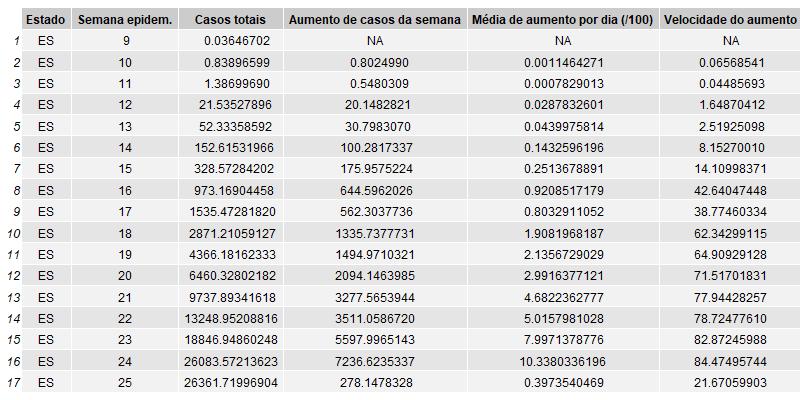 Estado Semana epidem. Casos totais Aumento de casos da semana Média de aumento por dia (/100) Velocidade do aumento
1 ES 9 0.03646702 NA NA NA
2 ES 10 0.83896599 0.8024990 0.0011464271 0.06568541
3 ES 11 1.38699690 0.5480309 0.0007829013 0.04485693
4 ES 12 21.53527896 20.1482821 0.0287832601 1.64870412
5 ES 13 52.33358592 30.7983070 0.0439975814 2.51925098
6 ES 14 152.61531966 100.2817337 0.1432596196 8.15270010
7 ES 15 328.57284202 175.9575224 0.2513678891 14.10998371
8 ES 16 973.16904458 644.5962026 0.9208517179 42.64047448
9 ES 17 1535.47281820 562.3037736 0.8032911052 38.77460334
10 ES 18 2871.21059127 1335.7377731 1.9081968187 62.34299115
11 ES 19 4366.18162333 1494.9710321 2.1356729029 64.90929128
12 ES 20 6460.32802182 2094.1463985 2.9916377121 71.51701831
13 ES 21 9737.89341618 3277.5653944 4.6822362777 77.94428257
14 ES 22 13248.95208816 3511.0586720 5.0157981028 78.72477610
15 ES 23 18846.94860248 5597.9965143 7.9971378776 82.87245988
16 ES 24 26083.57213623 7236.6235337 10.3380336196 84.47495744
17 ES 25 26361.71996904 278.1478328 0.3973540469 21.67059903